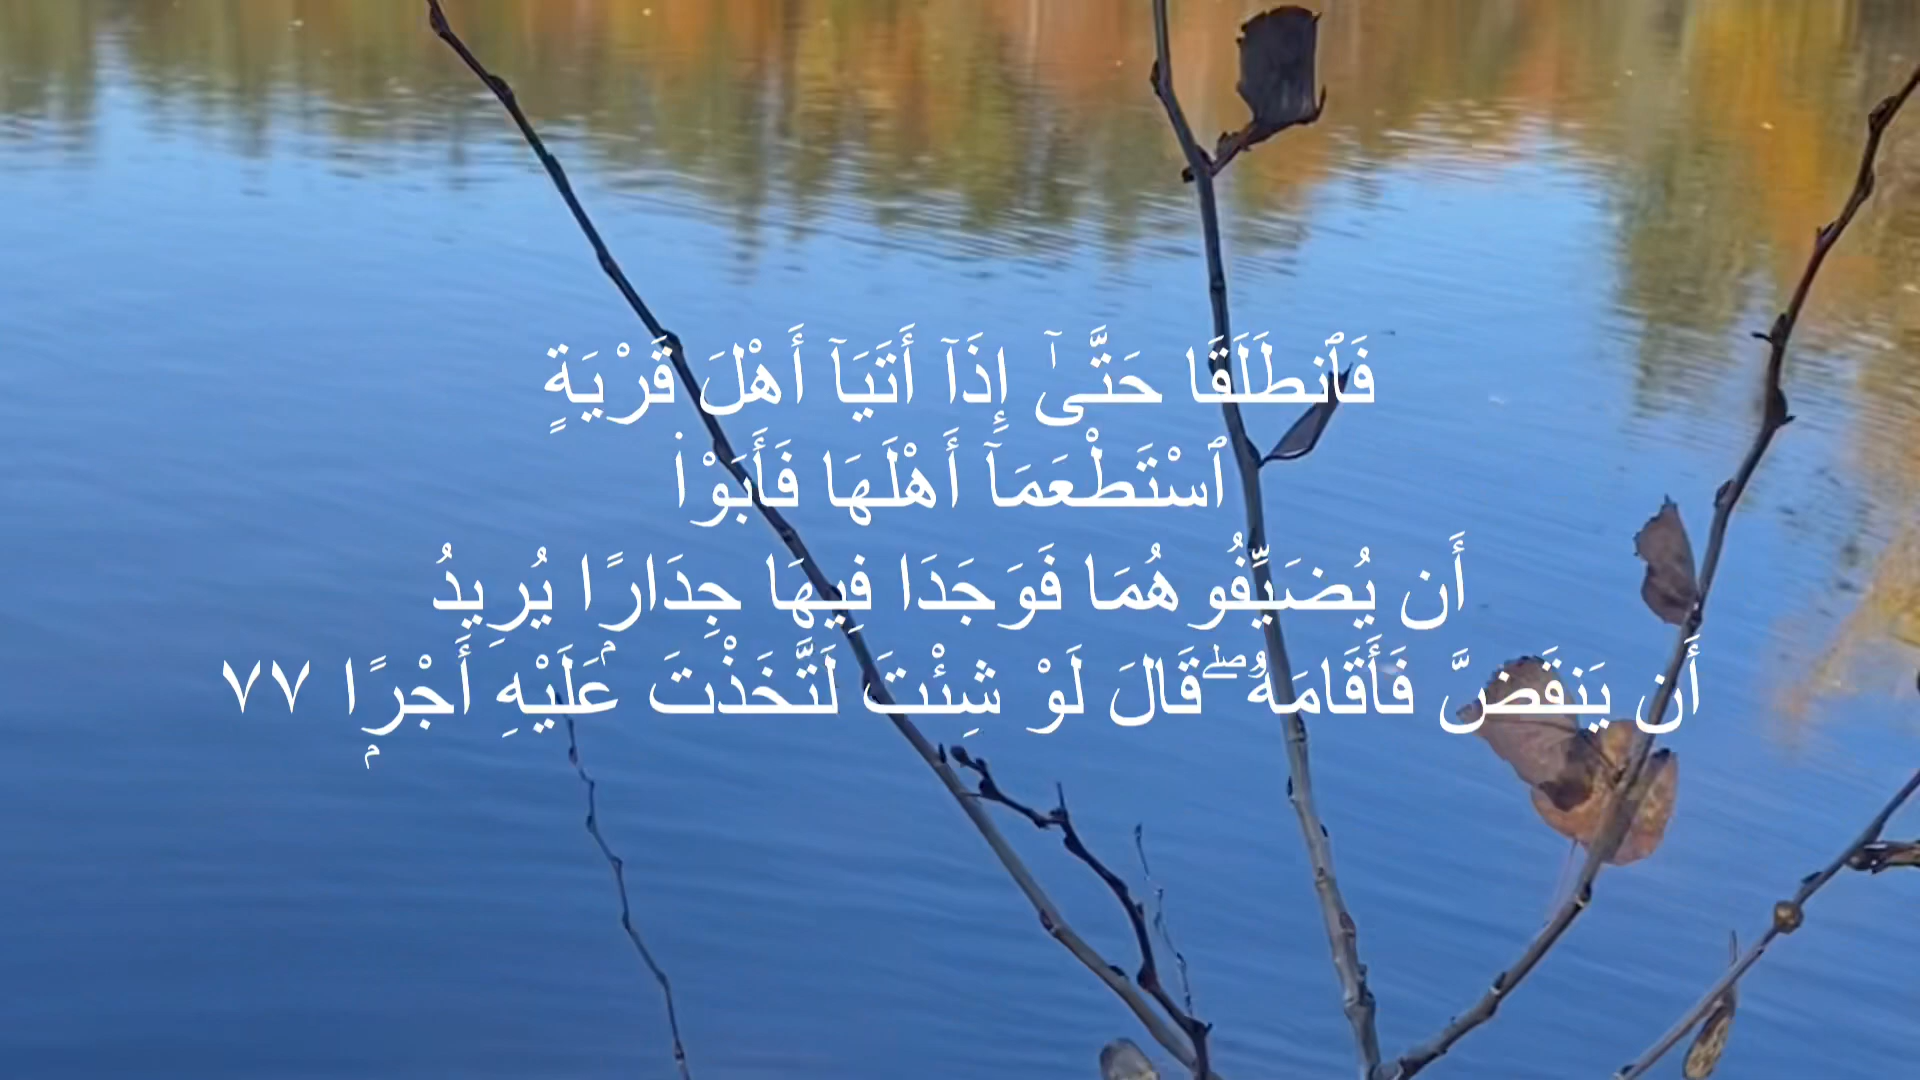 فَٱنطَلَقَا حَتَّىٰٓ إِذَآ أَتَيَآ أَهْلَ قَرْيَةٍ
ٱسْتَطْعَمَآ أَهْلَهَا فَأَبَوْا۟
أَن يُضَيِّفُوهُمَا فَوَجَدَا فِيهَا جِدَارًۭا يُرِيدُ
أَن يَنقَضَّ فَأَقَامَهُۥ ۖ قَالَ لَوْ شِئْتَ لَتَّخَذْتَ عَلَيْهِ أَجْرًۭا ٧٧